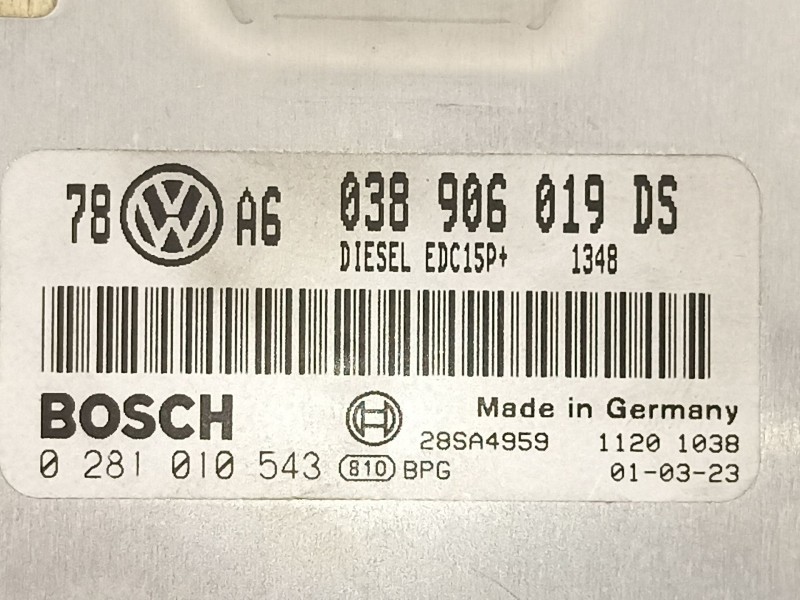 78 VW A6 038 906 019 DS
DIESEL EDC15P+ 1348
BOSCH Made in Germany
28SA4959 1120 1038
0 281 010 543 810 BPG 01-03-23